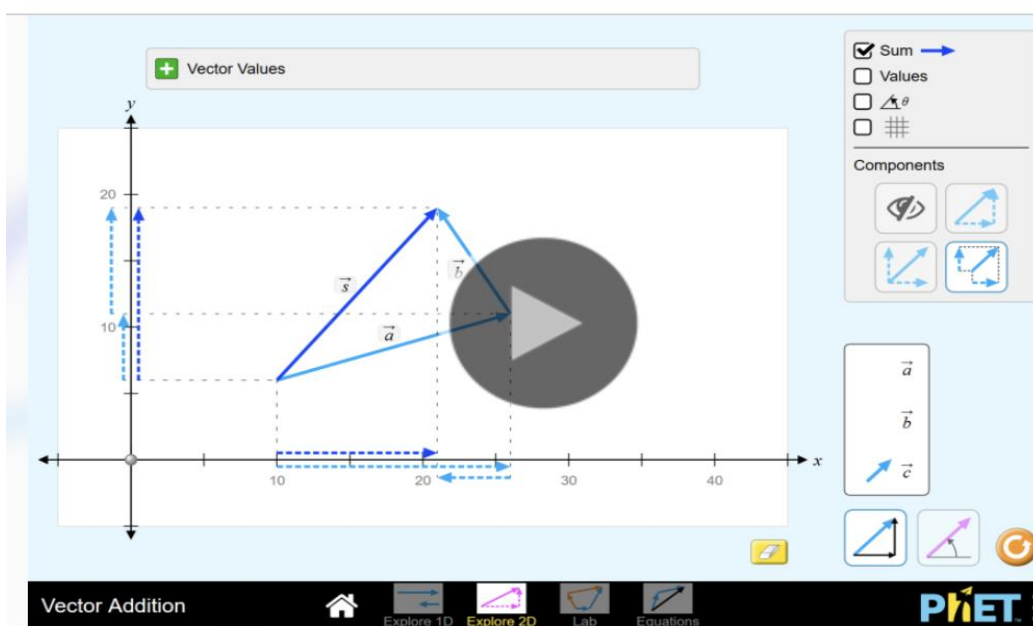 Vector Values
Sum
Values
θ
Components
y
20
10
s
b
a
10
20
30
40
x
a
b
c
Vector Addition
Explore 1D
Explore 2D
Lab
Equations
PhET